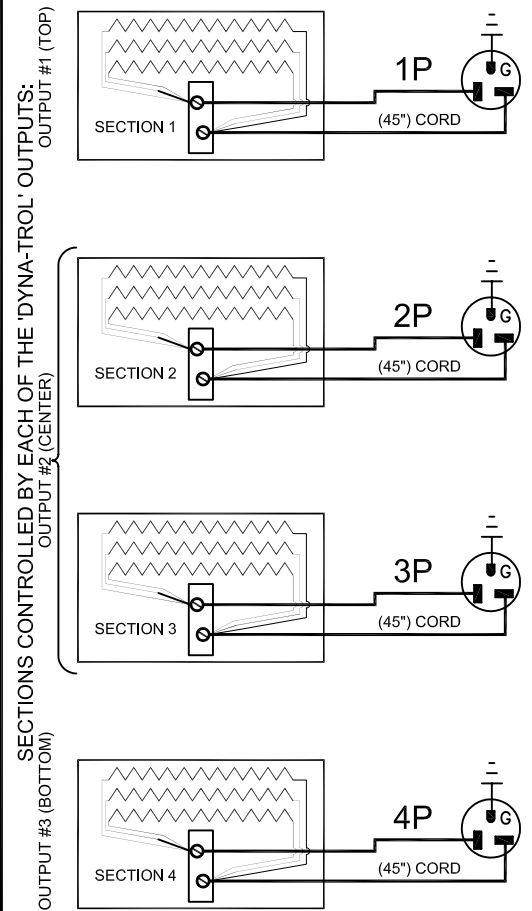 SECTIONS CONTROLLED BY EACH OF THE 'DYNA-TROL' OUTPUTS:
OUTPUT #1 (TOP)
SECTION 1
1P
(45") CORD
G
OUTPUT #2 (CENTER)
SECTION 2
2P
(45") CORD
G
SECTION 3
3P
(45") CORD
G
OUTPUT #3 (BOTTOM)
SECTION 4
4P
(45") CORD
G